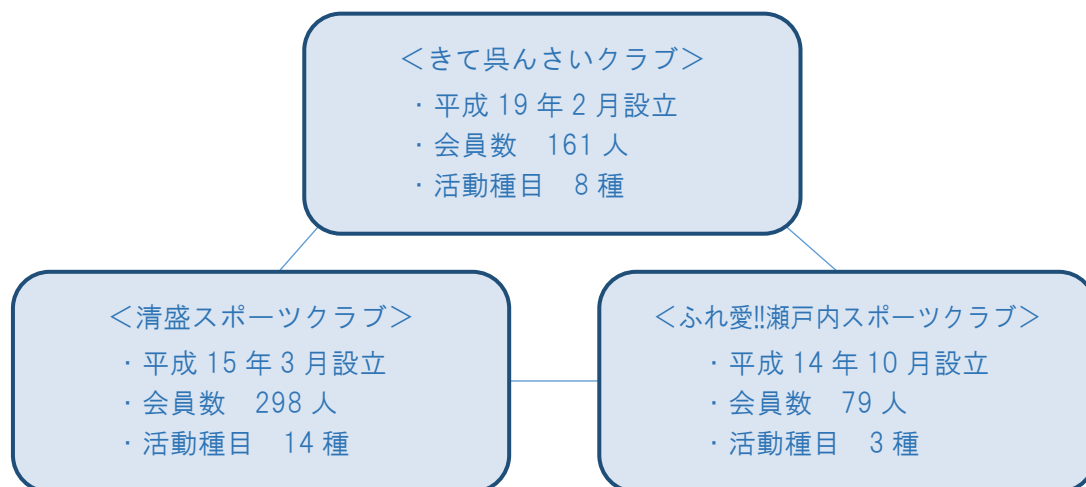 ＜きて呉んさいクラブ＞
・平成 19 年 2 月設立
・会員数　161 人
・活動種目　8 種
＜清盛スポーツクラブ＞
・平成 15 年 3 月設立
・会員数　298 人
・活動種目　14 種
＜ふれ愛‼瀬戸内スポーツクラブ＞
・平成 14 年 10 月設立
・会員数　79 人
・活動種目　3 種